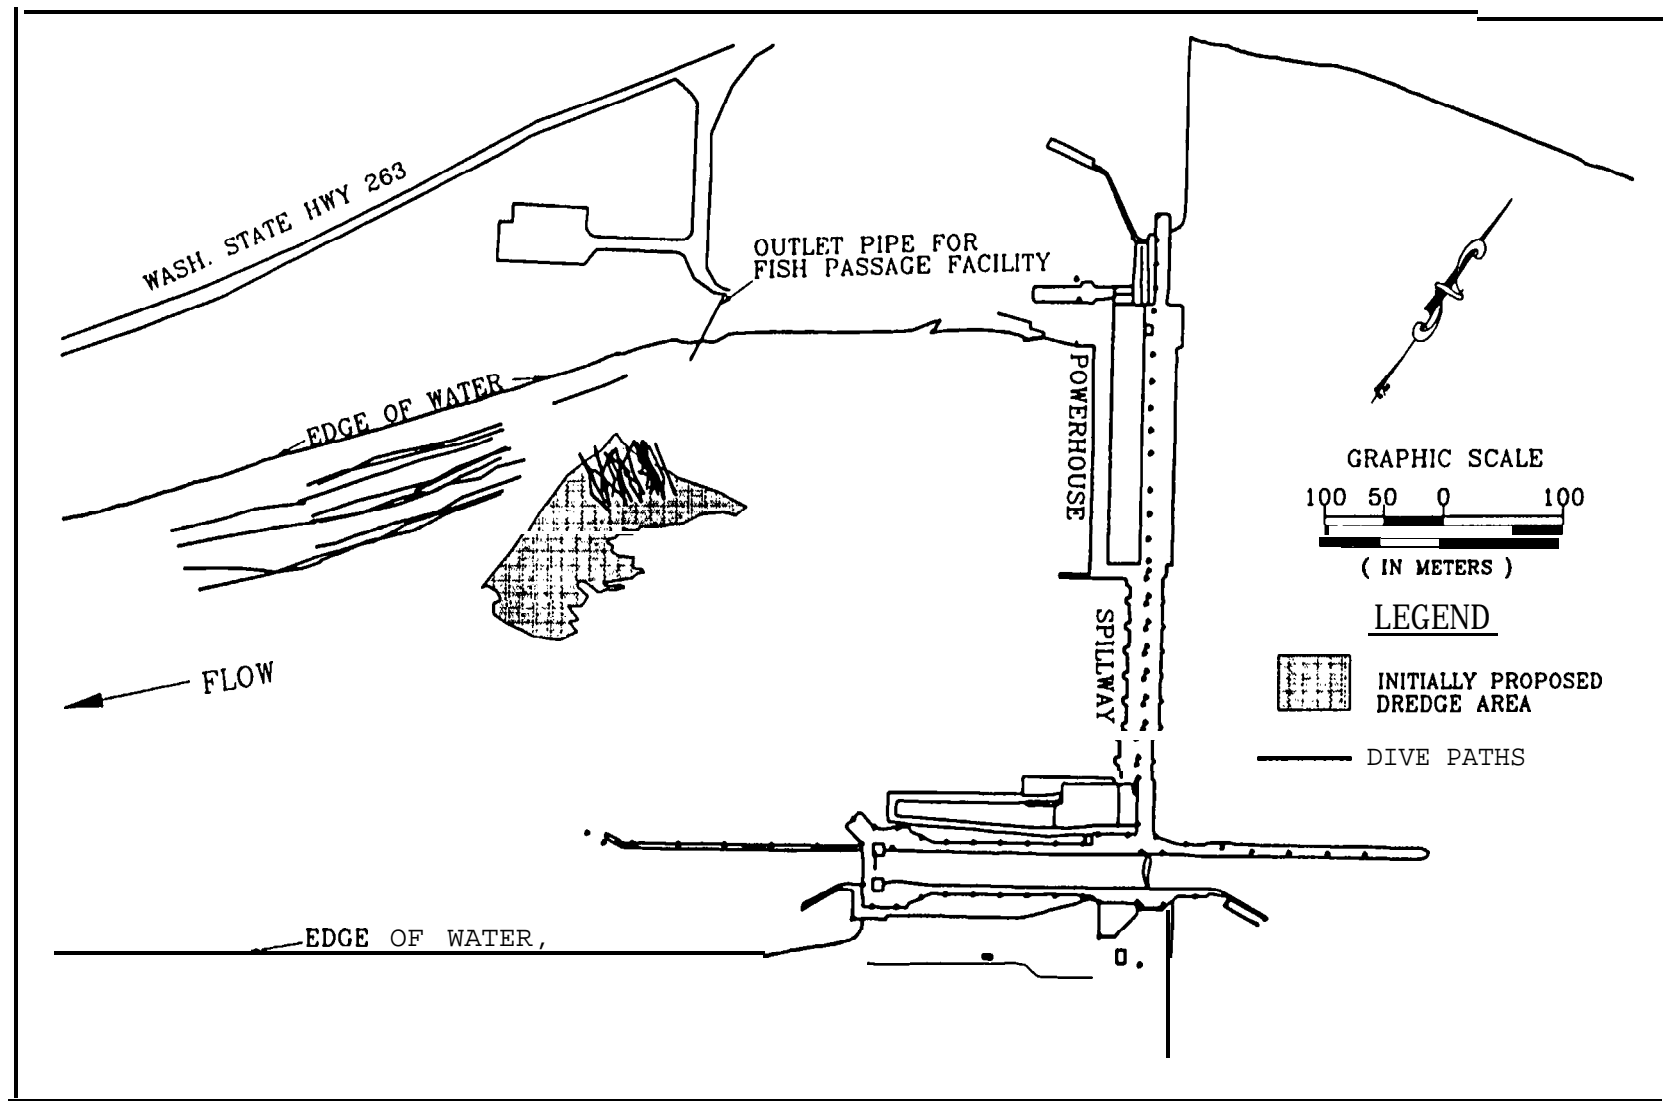 WASH. STATE HWY 263
OUTLET PIPE FOR
FISH PASSAGE FACILITY
EDGE OF WATER
POWERHOUSE
GRAPHIC SCALE
100 50 0 100
( IN METERS )
LEGEND
SPILLWAY
INITIALLY PROPOSED
DREDGE AREA
FLOW
DIVE PATHS
EDGE OF WATER,